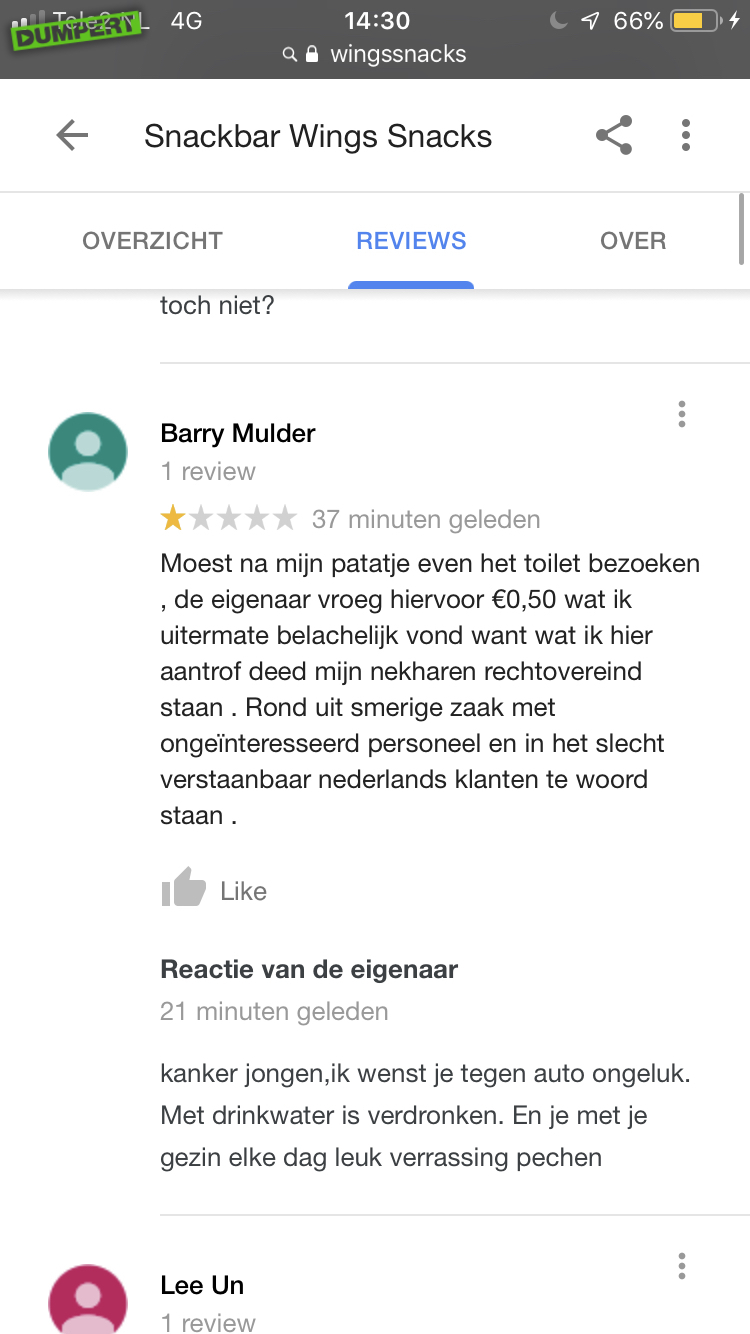 DUMPERT
4G
14:30
66%
wingssnacks
Snackbar Wings Snacks
OVERZICHT
REVIEWS
OVER
toch niet?
Barry Mulder
1 review
37 minuten geleden
Moest na mijn patatje even het toilet bezoeken
, de eigenaar vroeg hiervoor €0,50 wat ik
uitermate belachelijk vond want wat ik hier
aantrof deed mijn nekharen rechtovereind
staan . Rond uit smerige zaak met
ongeïnteresseerd personeel en in het slecht
verstaanbaar nederlands klanten te woord
staan .
Like
Reactie van de eigenaar
21 minuten geleden
kanker jongen,ik wenst je tegen auto ongeluk.
Met drinkwater is verdronken. En je met je
gezin elke dag leuk verrassing pechen
Lee Un
1 review